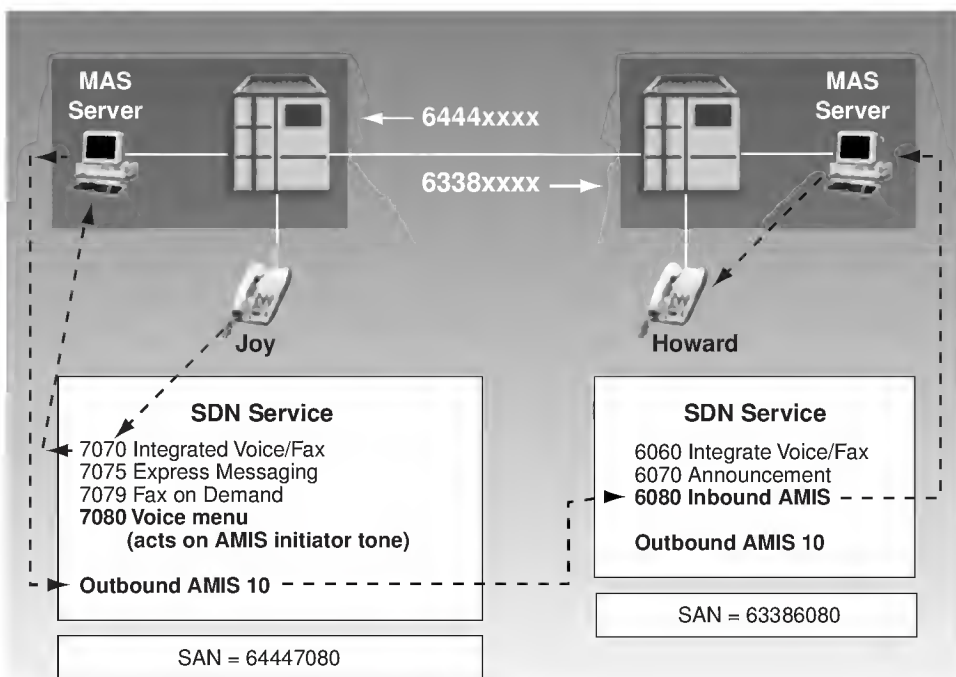 MAS
Server
6444xxxx
6338xxxx
MAS
Server
Joy
Howard
SDN Service
7070 Integrated Voice/Fax
7075 Express Messaging
7079 Fax on Demand
7080 Voice menu
(acts on AMIS initiator tone)
Outbound AMIS 10
SAN = 64447080
SDN Service
6060 Integrate Voice/Fax
6070 Announcement
6080 Inbound AMIS
Outbound AMIS 10
SAN = 63386080